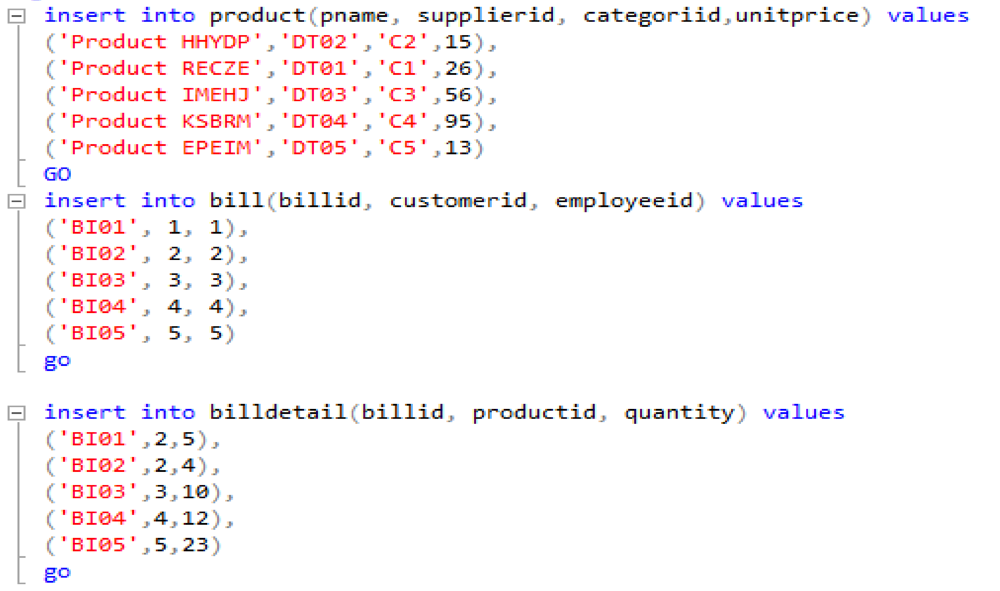 insert into product(pname, supplierid, categoriid,unitprice) values
('Product HHYDP','DT02','C2',15),
('Product RECZE','DT01','C1',26),
('Product IMEHJ','DT03','C3',56),
('Product KSBRM','DT04','C4',95),
('Product EPEIM','DT05','C5',13)
GO
insert into bill(billid, customerid, employeeid) values
('BI01', 1, 1),
('BI02', 2, 2),
('BI03', 3, 3),
('BI04', 4, 4),
('BI05', 5, 5)
go
insert into billdetail(billid, productid, quantity) values
('BI01',2,5),
('BI02',2,4),
('BI03',3,10),
('BI04',4,12),
('BI05',5,23)
go